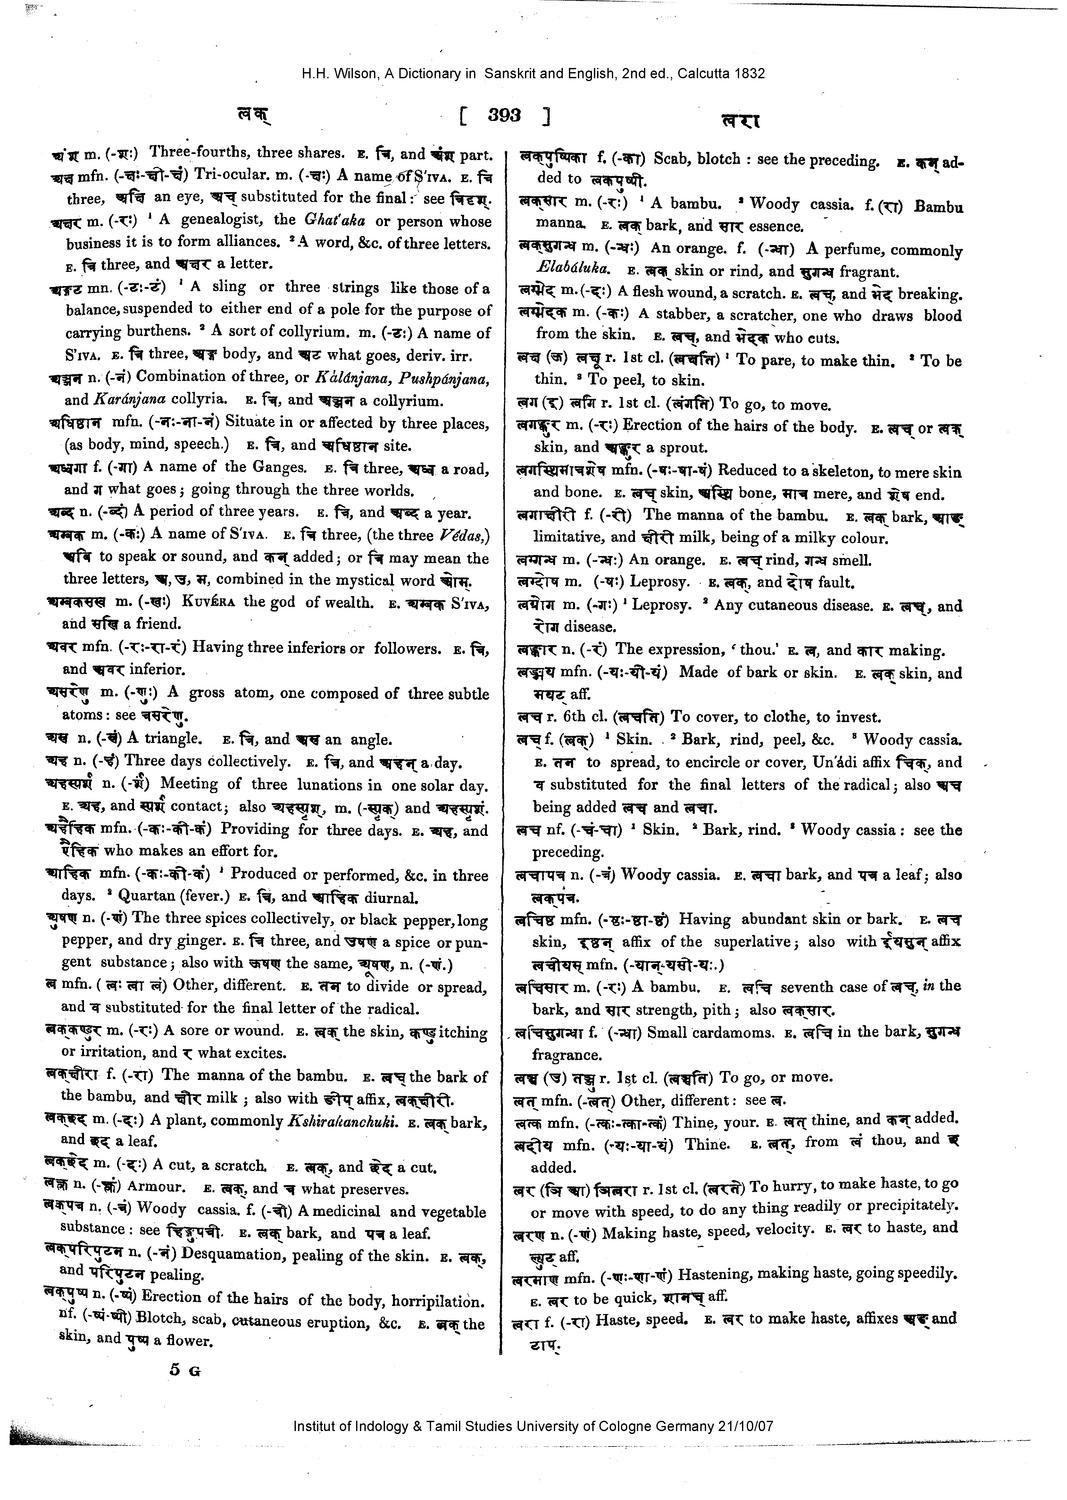 H.H. Wilson, A Dictionary in Sanskrit and English, 2nd ed., Calcutta 1832
त्वक् [ 393 ] त्वरा
त्र्यंश m. (-शः) Three-fourths, three shares. E. त्रि, and अंश part.
त्र्यक्ष mfn. (-क्षः-क्षी-क्षं) Tri-ocular. m. (-क्षः) A name of S'IVA. E. त्रि
three, अक्षि an eye, अच् substituted for the final: see त्रिदृश्.
त्र्यक्षर m. (-रः) ¹ A genealogist, the Ghat'aka or person whose
business it is to form alliances. ² A word, &c. of three letters.
E. त्रि three, and अक्षर a letter.
त्र्यङ्गट mn. (-टः-टं) ¹ A sling or three strings like those of a
balance, suspended to either end of a pole for the purpose of
carrying burthens. ² A sort of collyrium. m. (-टः) A name of
S'IVA. E. त्रि three, अङ्ग body, and अट what goes, deriv. irr.
त्र्यञ्जन n. (-नं) Combination of three, or Kálánjana, Pushpánjana,
and Karánjana collyria. E. त्रि, and अञ्जन a collyrium.
त्र्यधिष्ठान mfn. (-नः-ना-नं) Situate in or affected by three places,
(as body, mind, speech.) E. त्रि, and अधिष्ठान site.
त्र्यध्वगा f. (-गा) A name of the Ganges. E. त्रि three, अध्व a road,
and ग what goes; going through the three worlds.
त्र्यब्द n. (-ब्दं) A period of three years. E. त्रि, and अब्द a year.
त्र्यम्बक m. (-कः) A name of S'IVA. E. त्रि three, (the three Védas,)
अबि to speak or sound, and कन् added; or त्रि may mean the
three letters, अ, उ, म, combined in the mystical word ओम्.
त्र्यम्बकसख m. (-खः) KUVÉRA the god of wealth. E. त्र्यम्बक S'IVA,
and सखि a friend.
त्र्यवर mfn. (-रः-रा-रं) Having three inferiors or followers. E. त्रि,
and अवर inferior.
त्र्यसरेणु m. (-णुः) A gross atom, one composed of three subtle
atoms: see त्रसरेणु.
त्र्यस्र n. (-स्रं) A triangle. E. त्रि, and अस्र an angle.
त्र्यह n. (-हं) Three days collectively. E. त्रि, and अहन् a day.
त्र्यहस्पर्श n. (-र्शं) Meeting of three lunations in one solar day.
E. त्र्यह, and स्पर्श contact; also त्र्यहस्पृश्, m. (-स्पृक्) and त्र्यहस्पृशं.
त्र्यहैहिक mfn. (-कः-की-कं) Providing for three days. E. त्र्यह, and
ऐहिक who makes an effort for.
त्र्याह्निक mfn. (-कः-की-कं) ¹ Produced or performed, &c. in three
days. ² Quartan (fever.) E. त्रि, and आह्निक diurnal.
त्र्युषण n. (-णं) The three spices collectively, or black pepper, long
pepper, and dry ginger. E. त्रि three, and उषण a spice or pun-
gent substance; also with ऊषण the same, त्र्यूषण, n. (-णं.)
त्व mfn. (त्वः त्वा त्वं) Other, different. E. तन to divide or spread,
and व substituted for the final letter of the radical.
त्वक्कण्डुर m. (-रः) A sore or wound. E. त्वक् the skin, कण्डु itching
or irritation, and र what excites.
त्वक्क्षीरा f. (-रा) The manna of the bambu. E. त्वच् the bark of
the bambu, and क्षीर milk; also with ङीप् affix, त्वक्क्षीरी.
त्वक्छद m. (-दः) A plant, commonly Kshirakanchuki. E. त्वक् bark,
and छद a leaf.
त्वक्छेद m. (-दः) A cut, a scratch. E. त्वक्, and छेद a cut.
त्वक्त्र n. (-क्त्रं) Armour. E. त्वक्, and त्र what preserves.
त्वक्पत्र n. (-त्रं) Woody cassia. f. (-त्री) A medicinal and vegetable
substance: see हिङ्गुपत्री. E. त्वक् bark, and पत्र a leaf.
त्वक्परिपुटन n. (-नं) Desquamation, pealing of the skin. E. त्वक्,
and परिपुटन pealing.
त्वक्पुष्प n. (-ष्पं) Erection of the hairs of the body, horripilation.
nf. (-ष्पं-ष्पी) Blotch, scab, cutaneous eruption, &c. E. त्वक् the
skin, and पुष्प a flower.
5 G
त्वक्पुष्पिका f. (-का) Scab, blotch: see the preceding. E. कन् ad-
ded to त्वक्पुष्पी.
त्वक्सार m. (-रः) ¹ A bambu. ² Woody cassia. f. (रा) Bambu
manna. E. त्वक् bark, and सार essence.
त्वक्सुगन्ध m. (-न्धः) An orange. f. (-न्धा) A perfume, commonly
Elabáluka. E. त्वक् skin or rind, and सुगन्ध fragrant.
त्वग्भेद m. (-दः) A flesh wound, a scratch. E. त्वच्, and भेद breaking.
त्वग्भेदक m. (-कः) A stabber, a scratcher, one who draws blood
from the skin. E. त्वच्, and भेदक who cuts.
त्वक्ष (ऊ) त्वक्षू r. 1st cl. (त्वक्षति) ¹ To pare, to make thin. ² To be
thin. ³ To peel, to skin.
त्वग (इ) त्वगि r. 1st cl. (त्वंगति) To go, to move.
त्वगङ्कुर m. (-रः) Erection of the hairs of the body. E. त्वच् or त्वक्
skin, and अङ्कुर a sprout.
त्वगस्थिमात्रशेष mfn. (-षः-षा-षं) Reduced to a skeleton, to mere skin
and bone. E. त्वच् skin, अस्थि bone, मात्र mere, and शेष end.
त्वगाक्षीरी f. (-री) The manna of the bambu. E. त्वक् bark, आङ्
limitative, and क्षीरी milk, being of a milky colour.
त्वग्गन्ध m. (-न्धः) An orange. E. त्वच् rind, गन्ध smell.
त्वग्दोष m. (-षः) Leprosy. E. त्वक्, and दोष fault.
त्वग्रोग m. (-गः) ¹ Leprosy. ² Any cutaneous disease. E. त्वच्, and
रोग disease.
त्वङ्कार n. (-रं) The expression, ‘thou.’ E. त्व, and कार making.
त्वङ्मय mfn. (-यः-यी-यं) Made of bark or skin. E. त्वक् skin, and
मयट् aff.
त्वच r. 6th cl. (त्वचति) To cover, to clothe, to invest.
त्वच् f. (त्वक्) ¹ Skin. ² Bark, rind, peel, &c. ³ Woody cassia.
E. तन to spread, to encircle or cover, Un'ádi affix चिक्, and
व substituted for the final letters of the radical; also अच
being added त्वच and त्वचा.
त्वच nf. (-चं-चा) ¹ Skin. ² Bark, rind. ³ Woody cassia: see the
preceding.
त्वचापत्र n. (-त्रं) Woody cassia. E. त्वचा bark, and पत्र a leaf; also
त्वक्पत्रं.
त्वचिष्ठ mfn. (-ष्ठः-ष्ठा-ष्ठं) Having abundant skin or bark. E. त्वच
skin, इष्ठन् affix of the superlative; also with ईयसुन् affix
त्वचीयस् mfn. (-यान्-यसी-यः.)
त्वचिसार m. (-रः) A bambu. E. त्वचि seventh case of त्वच्, in the
bark, and सार strength, pith; also त्वक्सार.
त्वचिसुगन्धा f. (-न्धा) Small cardamoms. E. त्वचि in the bark, सुगन्ध
fragrance.
त्वञ्च (उ) त्वञ्चु r. 1st cl. (त्वञ्चति) To go, or move.
त्वत् mfn. (-त्वत्) Other, different: see त्व.
त्वत्क mfn. (-त्कः-त्का-त्कं) Thine, your. E. त्वत् thine, and कन् added.
त्वदीय mfn. (-यः-या-यं) Thine. E. त्वत्, from त्वं thou, and छ
added.
त्वर (ञि आ) ञित्वरा r. 1st cl. (त्वरते) To hurry, to make haste, to go
or move with speed, to do any thing readily or precipitately.
त्वरण n. (-णं) Making haste, speed, velocity. E. त्वर to haste, and
ल्युट् aff.
त्वरमाण mfn. (-णः-णा-णं) Hastening, making haste, going speedily.
E. त्वर to be quick, शानच् aff.
त्वरा f. (-रा) Haste, speed. E. त्वर to make haste, affixes अङ् and
टाप्.
Institut of Indology & Tamil Studies University of Cologne Germany 21/10/07